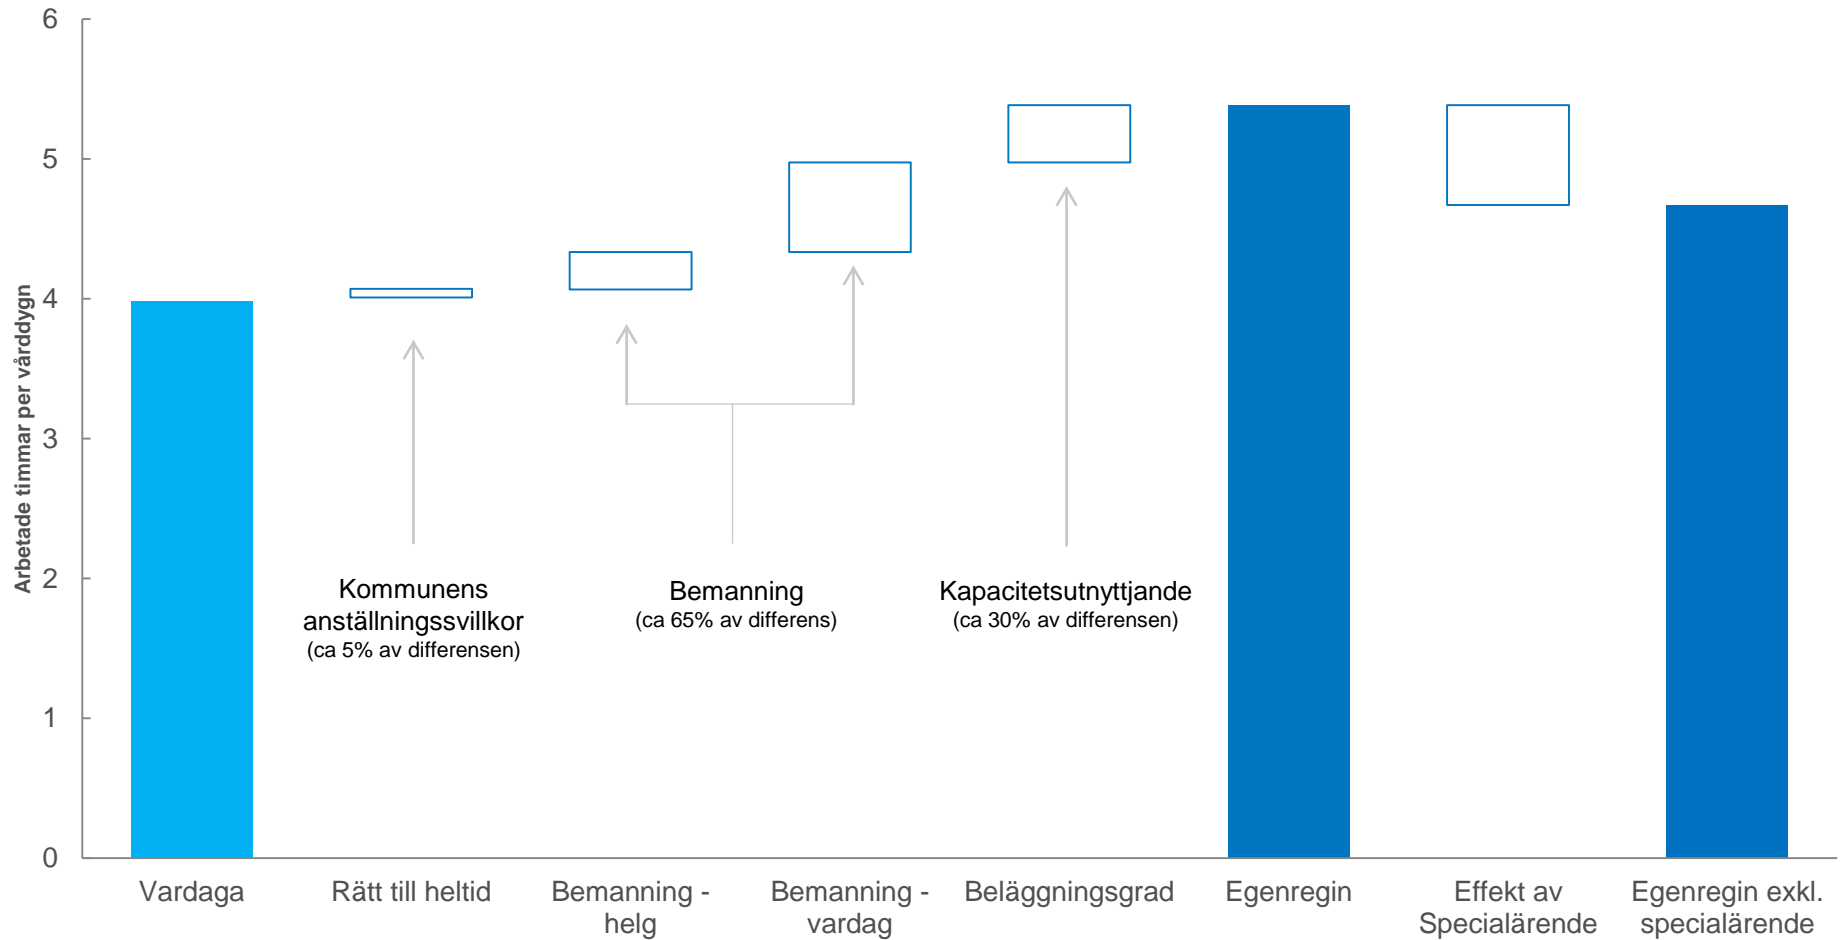 Arbetade timmar per vårddygn
6
5
4
3
2
1
0
Kommunens
anställningssvillkor
(ca 5% av differensen)
Bemanning
(ca 65% av differens)
Kapacitetsutnyttjande
(ca 30% av differensen)
Vardaga
Rätt till heltid
Bemanning -
helg
Bemanning -
vardag
Beläggningsgrad
Egenregin
Effekt av
Specialärende
Egenregin exkl.
specialärende